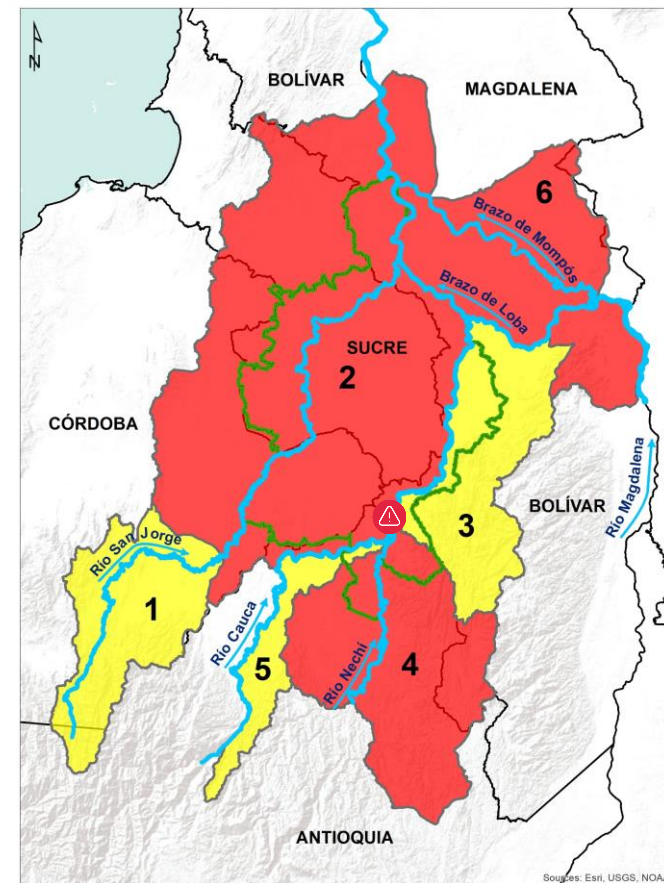 N
BOLÍVAR
MAGDALENA
6
Brazo de Mompós
Brazo de Loba
SUCRE
2
CÓRDOBA
BOLÍVAR
Río Magdalena
3
Río San Jorge
1
Río Cauca
5
Río Nechí
4
ANTIOQUIA
Sources: Esri, USGS, NOAA